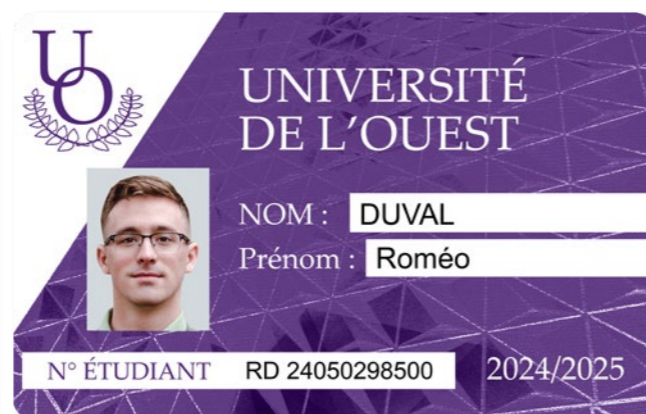 UO
UNIVERSITÉ
DE L'OUEST
NOM : DUVAL
Prénom : Roméo
N° ÉTUDIANT RD 24050298500 2024/2025